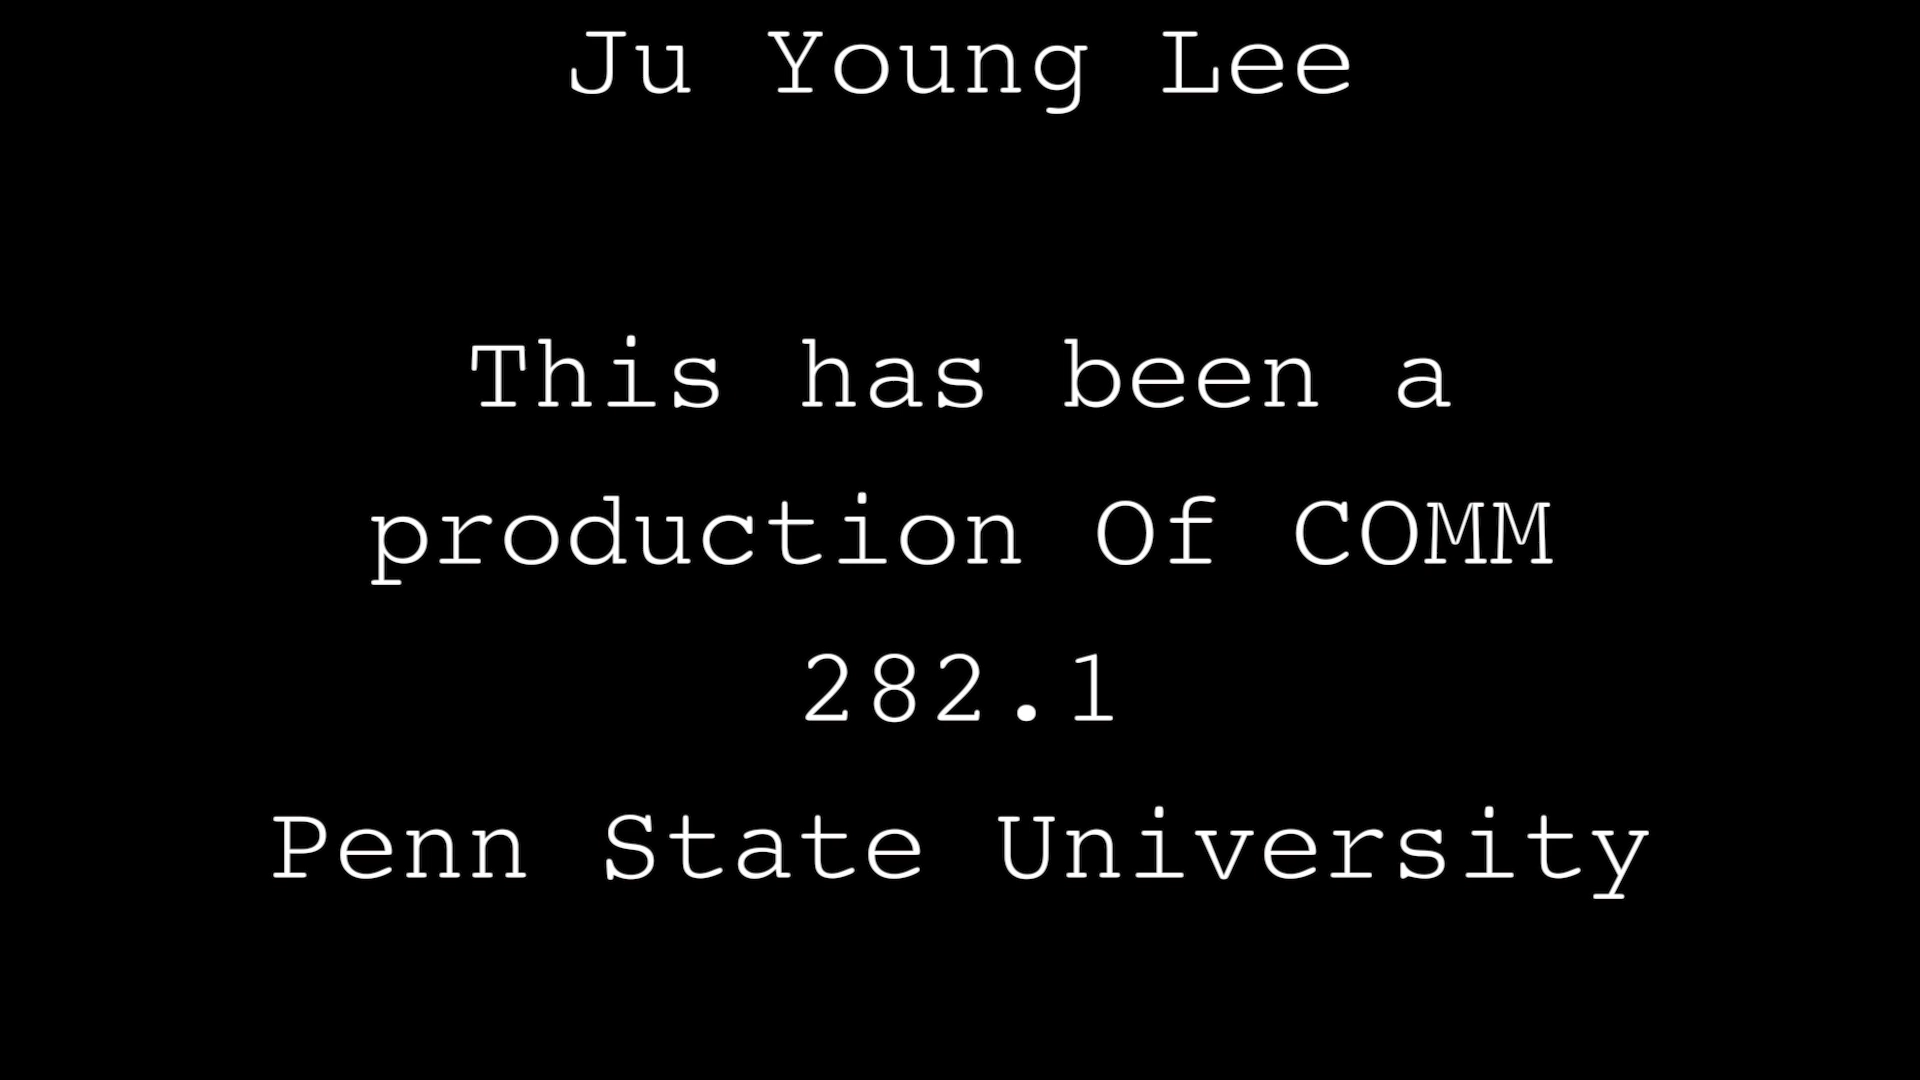 Ju Young Lee
This has been a
production Of COMM
282.1
Penn State University